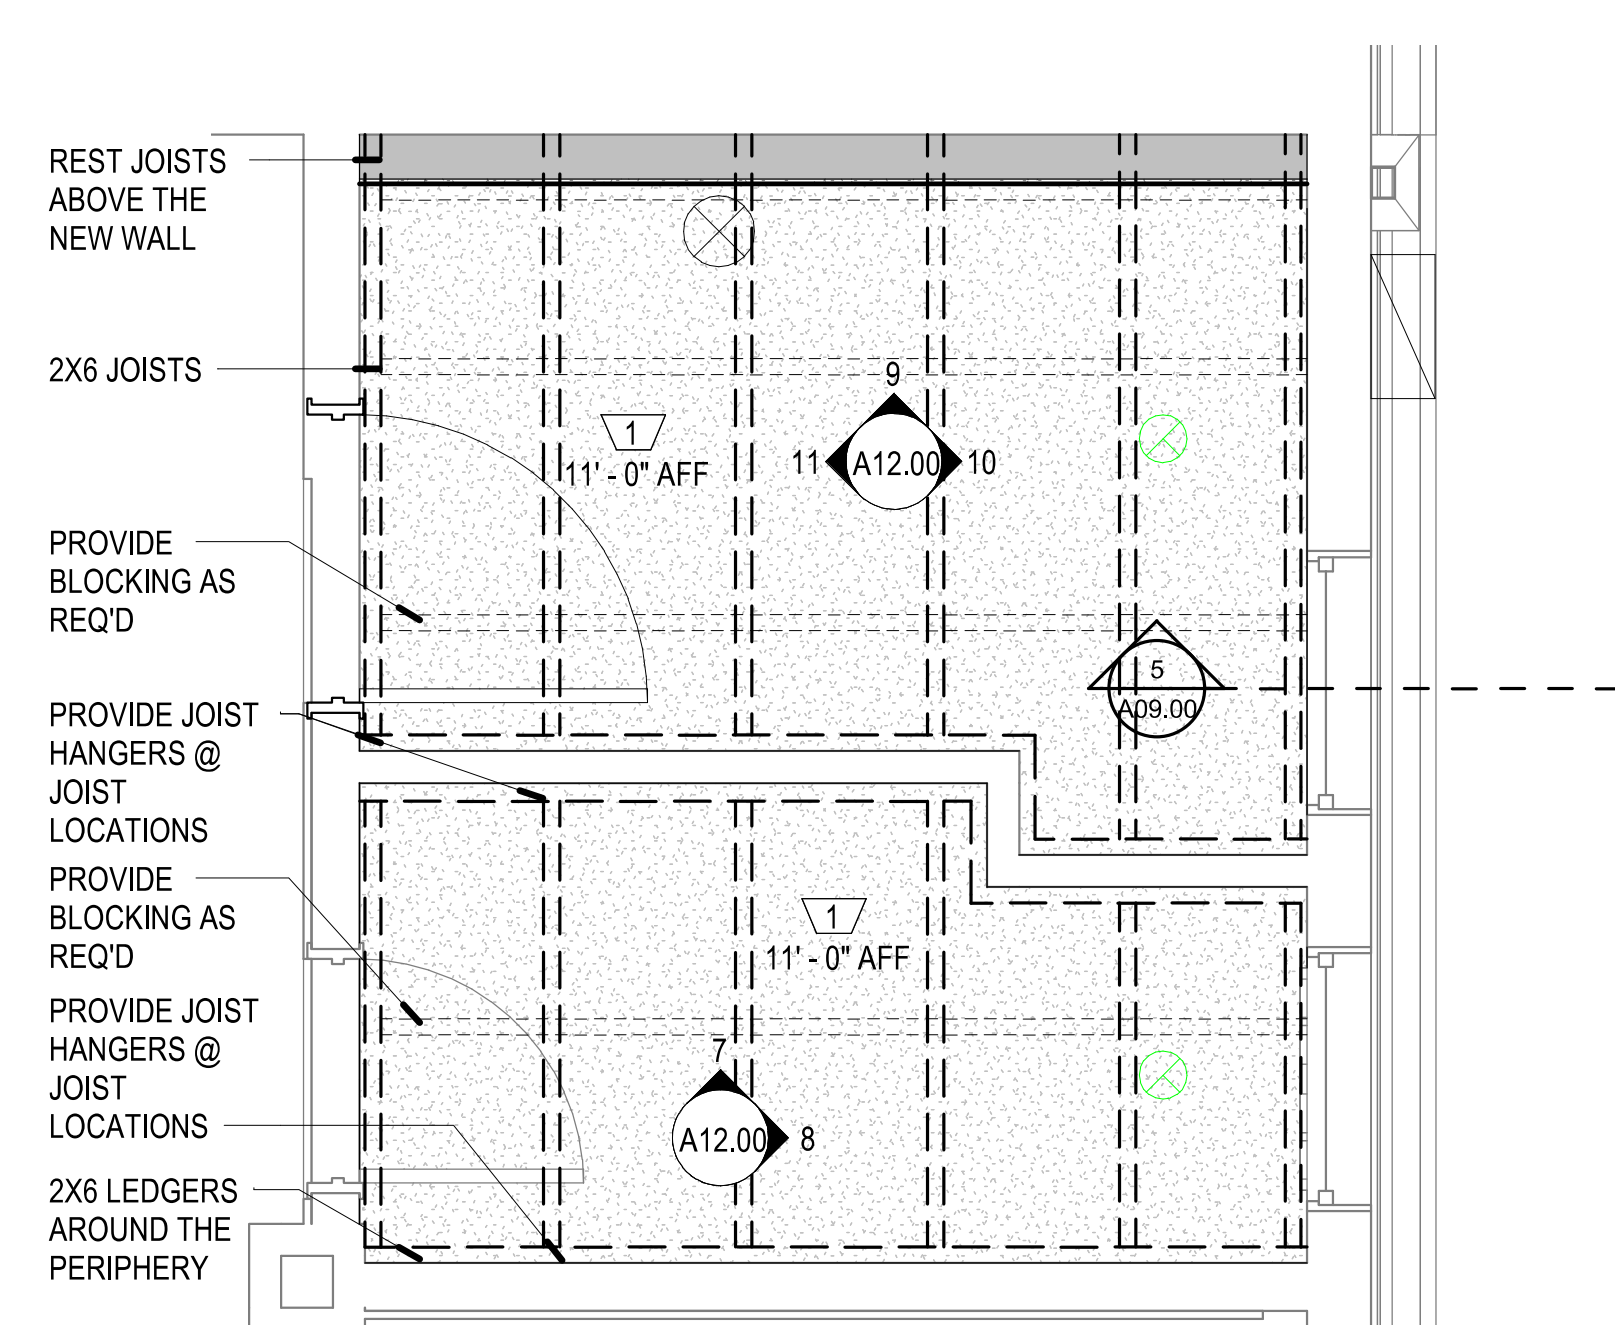 REST JOISTS
ABOVE THE
NEW WALL
2X6 JOISTS
9
1
11' - 0" AFF
11
A12.00
10
PROVIDE
BLOCKING AS
REQ'D
5
A09.00
PROVIDE JOIST
HANGERS @
JOIST
LOCATIONS
PROVIDE
BLOCKING AS
REQ'D
1
11' - 0" AFF
PROVIDE JOIST
HANGERS @
JOIST
LOCATIONS
7
A12.00
8
2X6 LEDGERS
AROUND THE
PERIPHERY